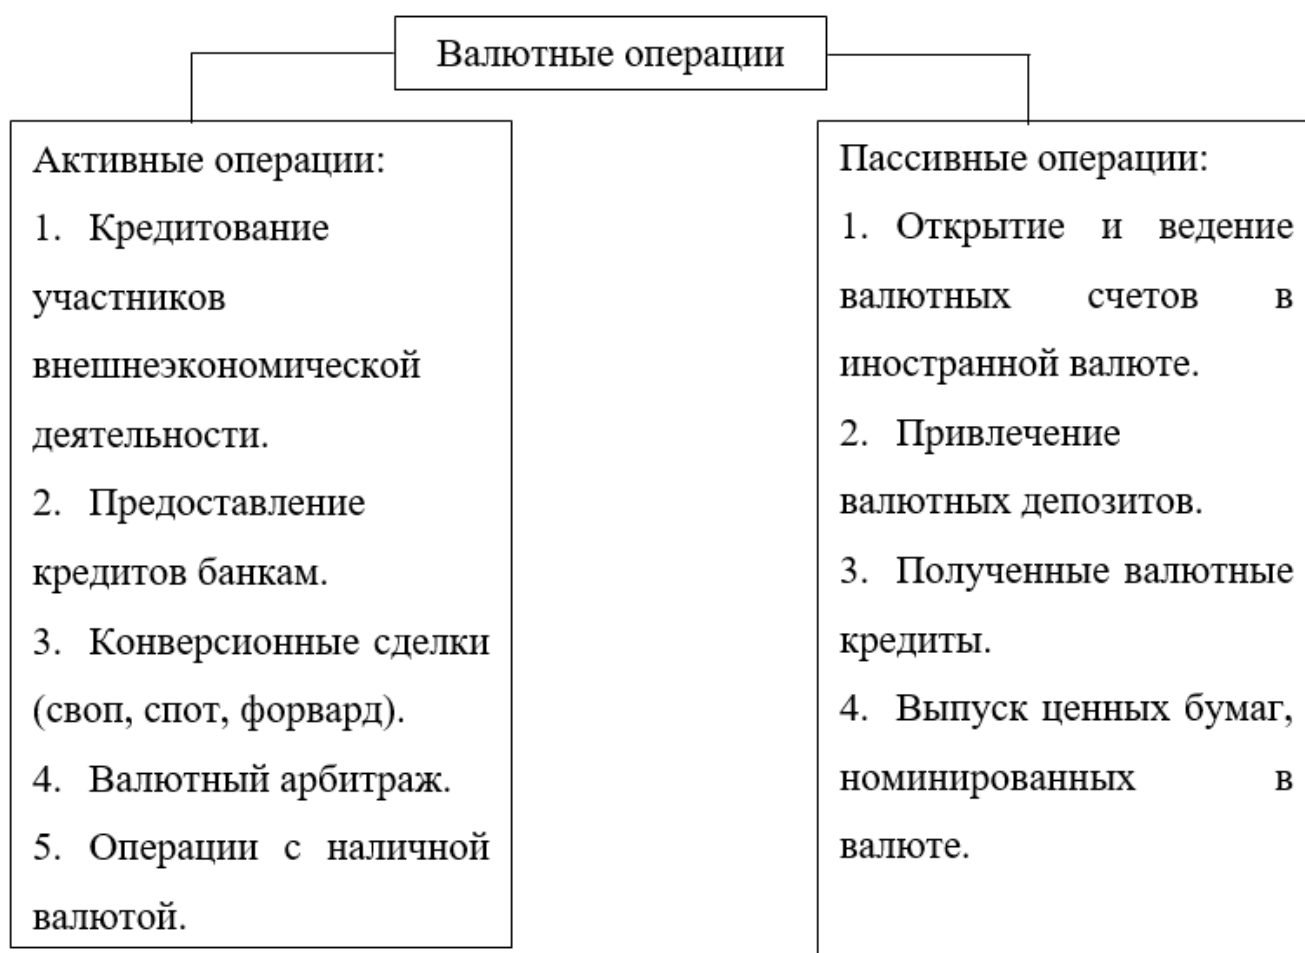 Валютные операции
Активные операции:
1. Кредитование
участников
внешнеэкономической
деятельности.
2. Предоставление
кредитов банкам.
3. Конверсионные сделки
(своп, спот, форвард).
4. Валютный арбитраж.
5. Операции с наличной
валютой.
Пассивные операции:
1. Открытие и ведение
валютных счетов в
иностранной валюте.
2. Привлечение
валютных депозитов.
3. Полученные валютные
кредиты.
4. Выпуск ценных бумаг,
номинированных в
валюте.